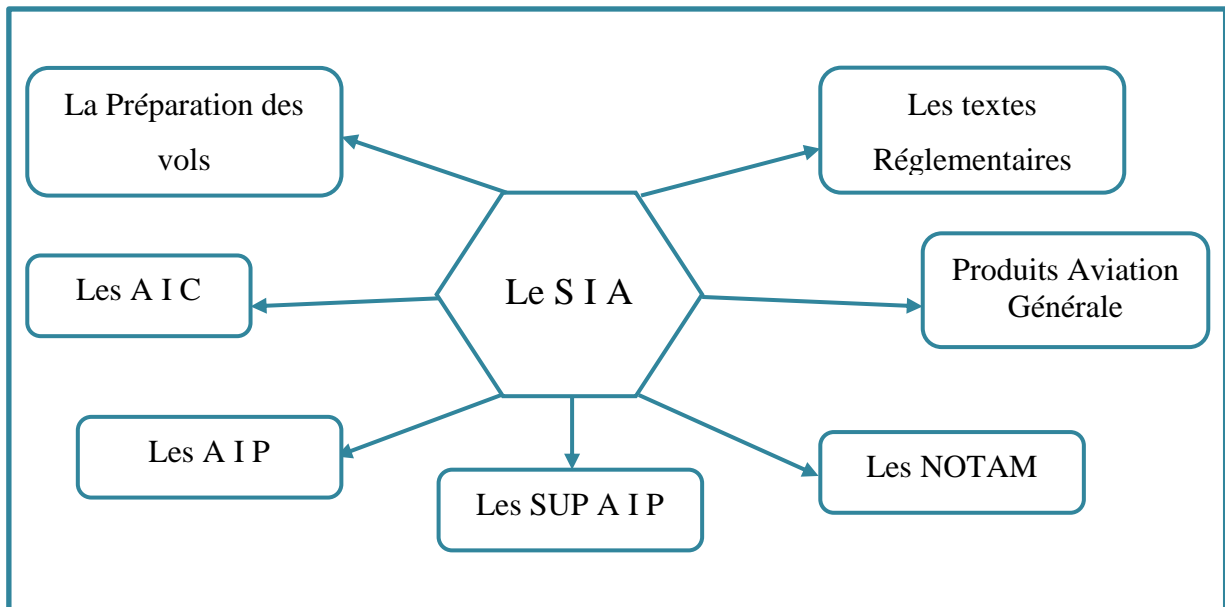 La Préparation des
vols
Les textes
Réglementaires
Les A I C
Le S I A
Produits Aviation
Générale
Les A I P
Les SUP A I P
Les NOTAM